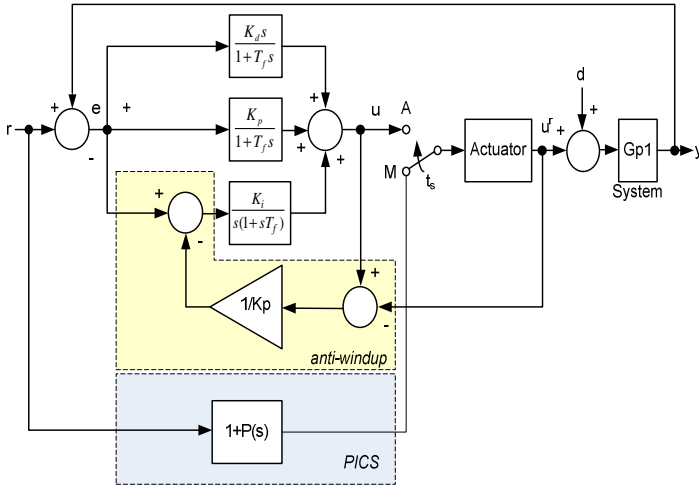 K_d s
1+T_f s
d
+
+
r
+
-
e
+
K_p
1+T_f s
+
+
+
u
A
M
t_s
Actuator
u^r
+
Gp1
System
y
+
-
K_i
s(1+sT_f)
1/Kp
+
-
anti-windup
1+P(s)
PICS